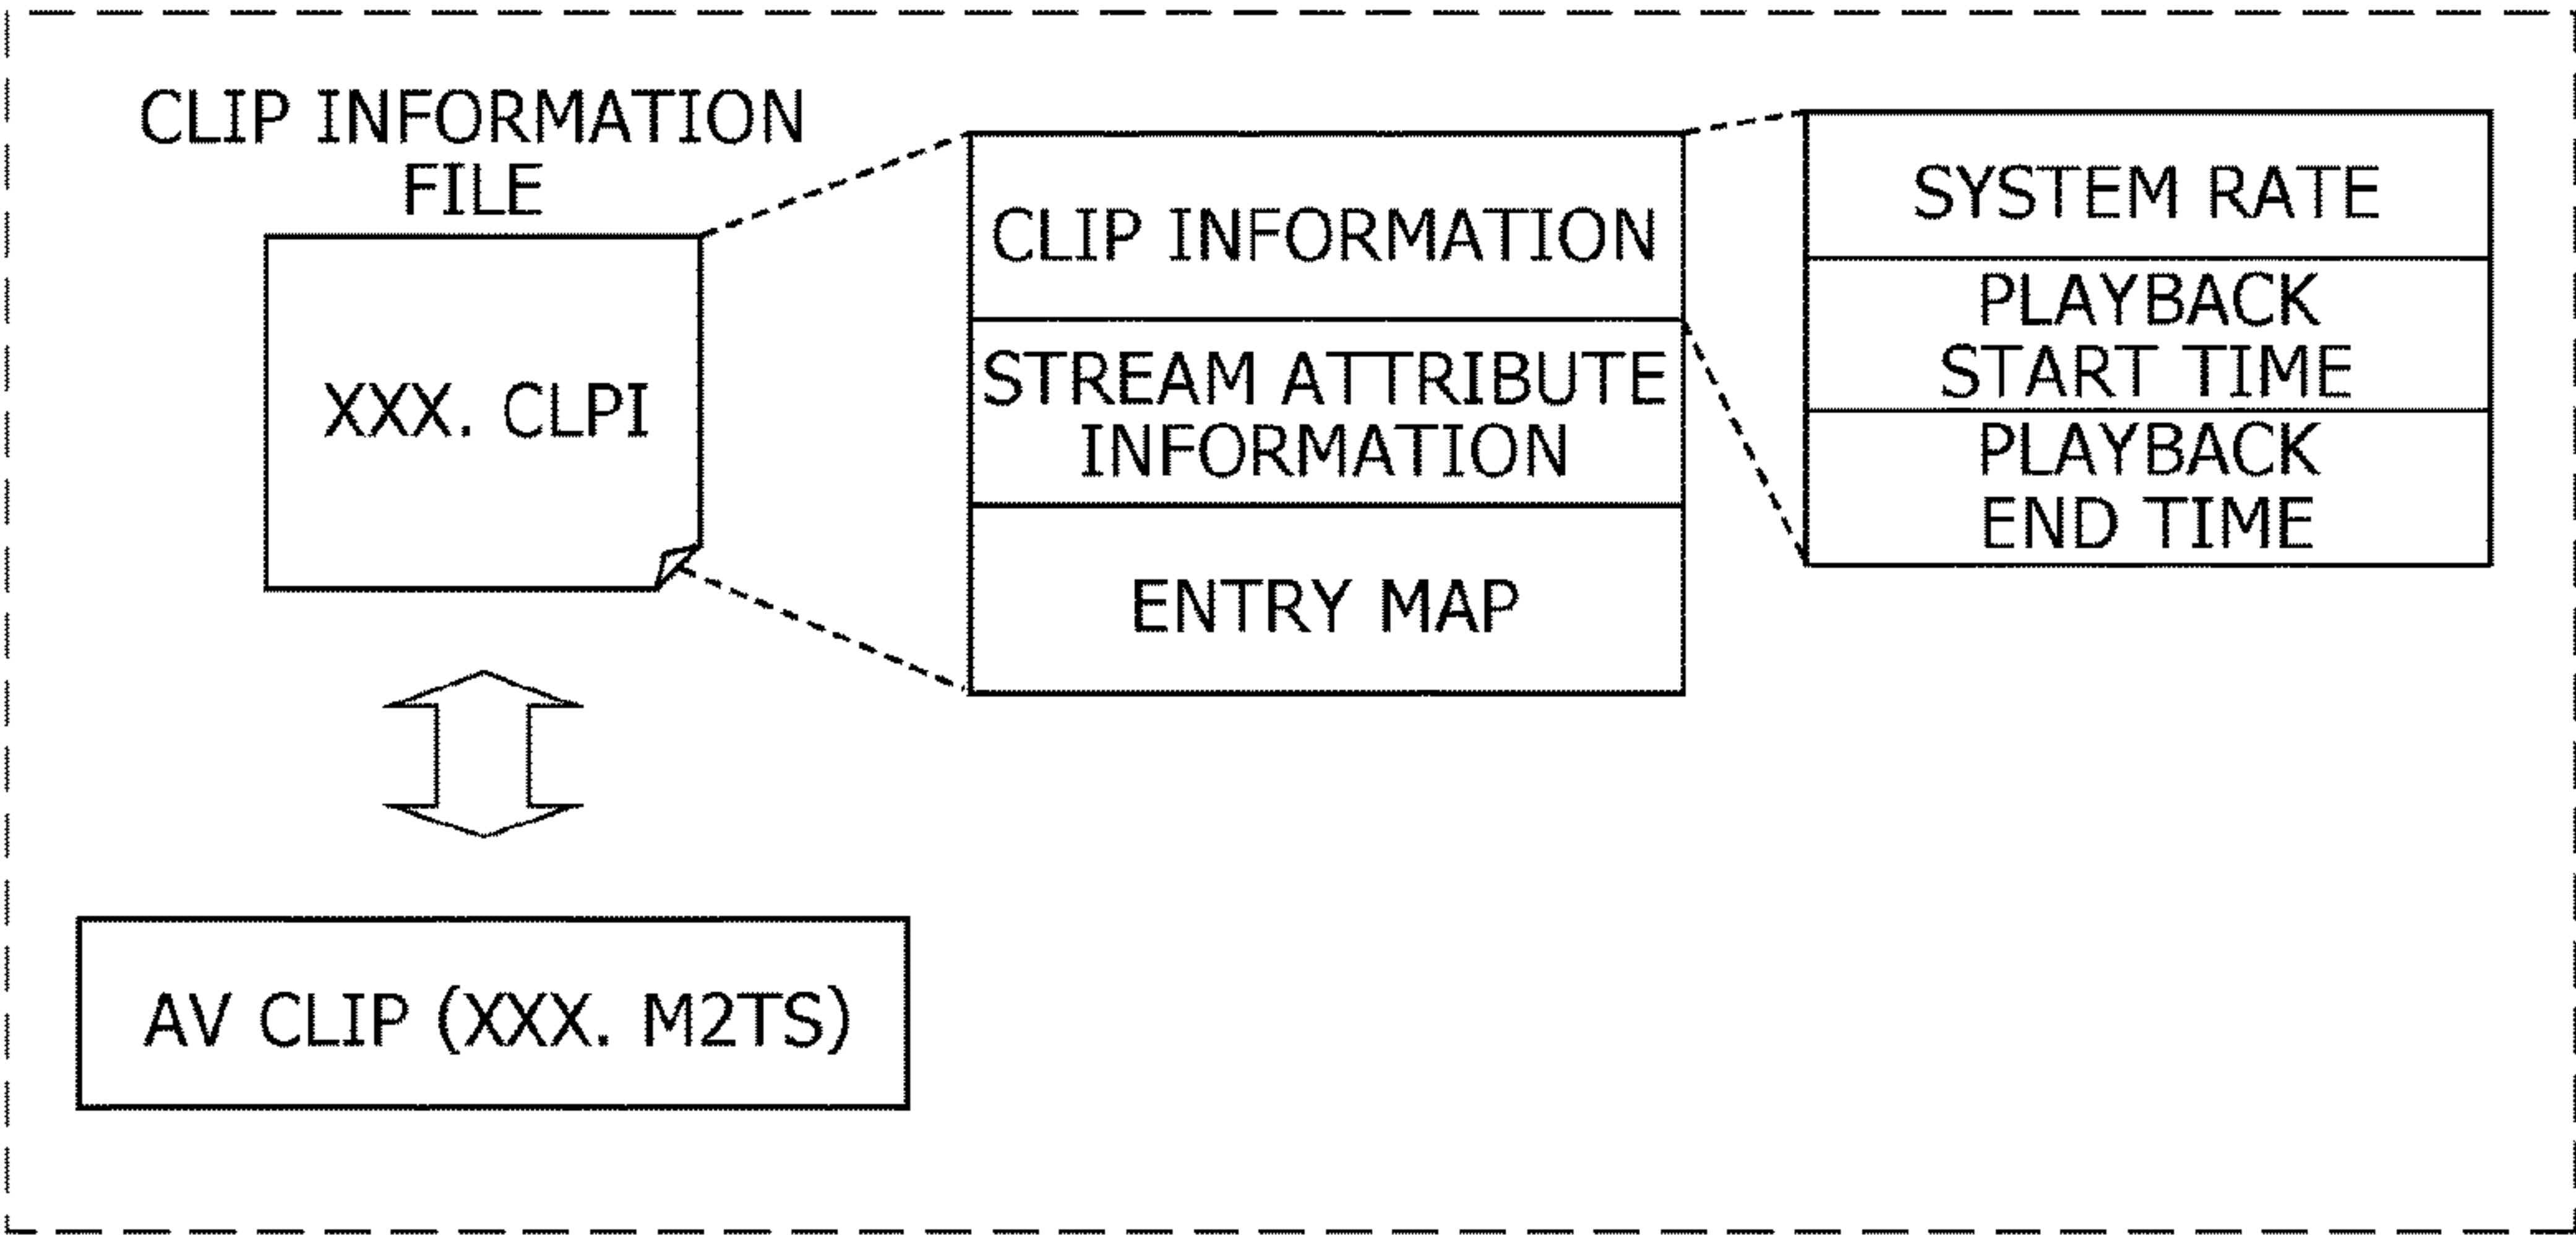 CLIP INFORMATION
FILE
XXX. CLPI
CLIP INFORMATION
STREAM ATTRIBUTE
INFORMATION
ENTRY MAP
SYSTEM RATE
PLAYBACK
START TIME
PLAYBACK
END TIME
AV CLIP (XXX. M2TS)